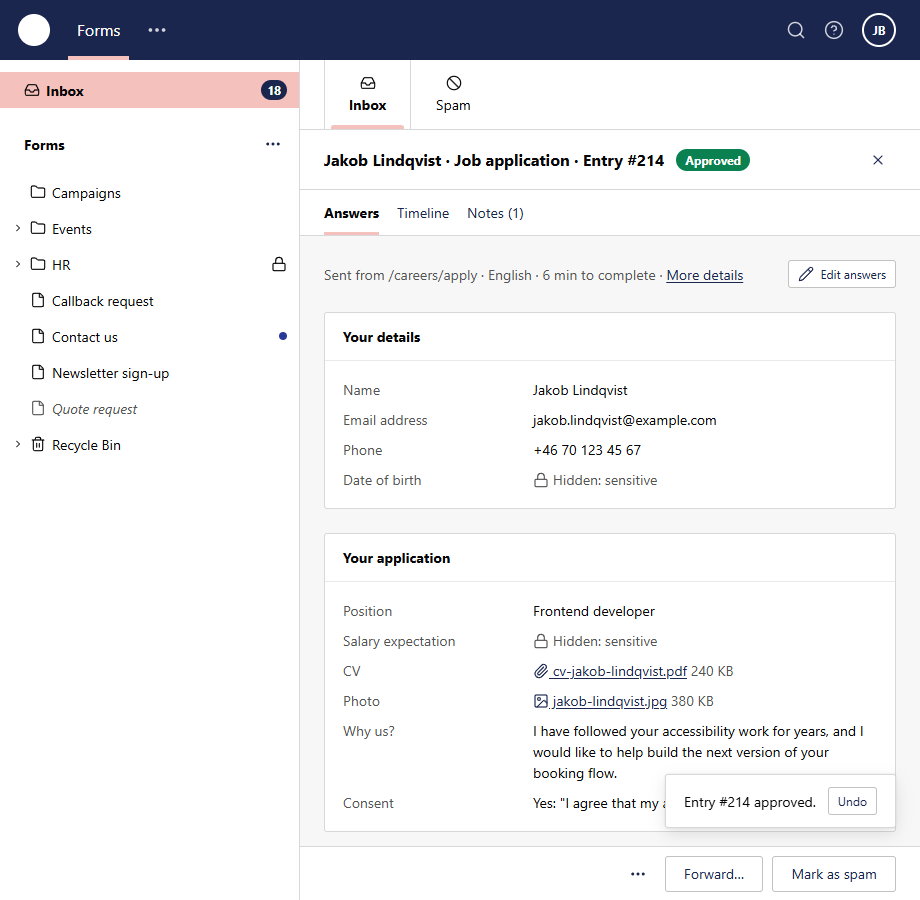 Forms
JB
Inbox
18
Forms
Campaigns
Events
HR
Callback request
Contact us
Newsletter sign-up
Quote request
Recycle Bin
Inbox
Spam
Jakob Lindqvist · Job application · Entry #214
Approved
Answers
Timeline
Notes (1)
Sent from /careers/apply · English · 6 min to complete · More details
Edit answers
Your details
Name
Jakob Lindqvist
Email address
jakob.lindqvist@example.com
Phone
+46 70 123 45 67
Date of birth
Hidden: sensitive
Your application
Position
Frontend developer
Salary expectation
Hidden: sensitive
CV
cv-jakob-lindqvist.pdf 240 KB
Photo
jakob-lindqvist.jpg 380 KB
Why us?
I have followed your accessibility work for years, and I
would like to help build the next version of your
booking flow.
Consent
Yes: "I agree that my
Entry #214 approved.
Undo
Forward...
Mark as spam